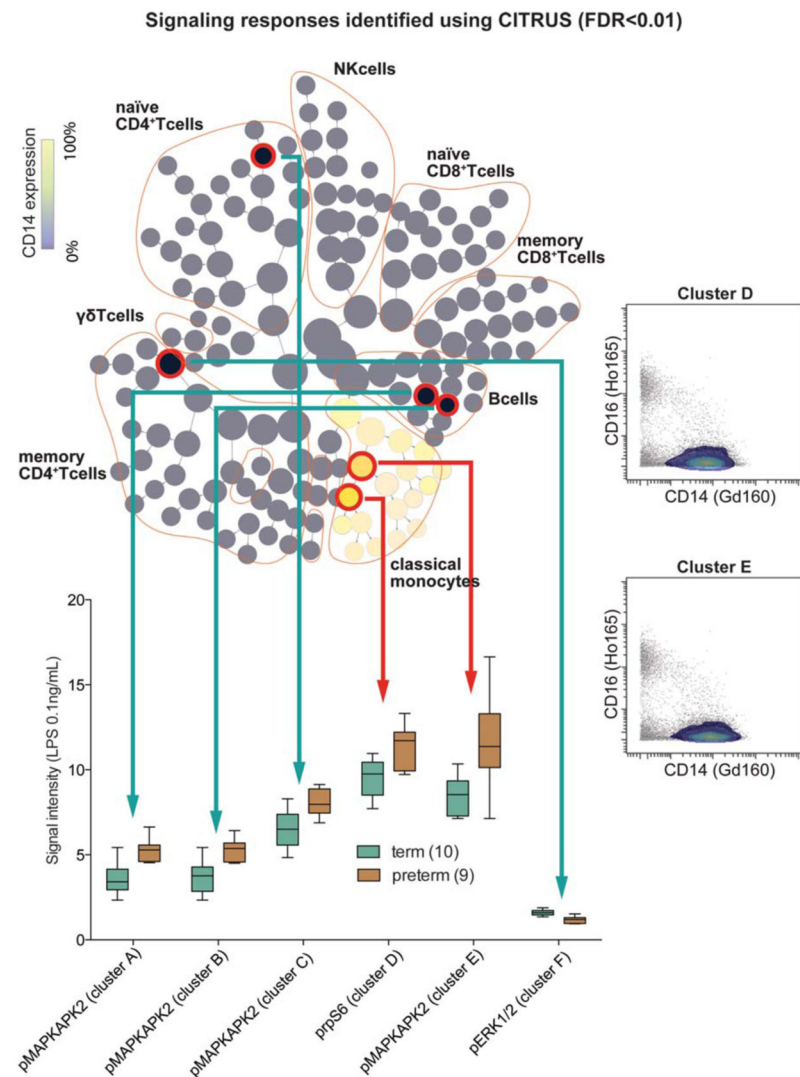 Signaling responses identified using CITRUS (FDR<0.01)
CD14 expression
0%
100%
NKcells
naïve
CD4⁺Tcells
naïve
CD8⁺Tcells
memory
CD8⁺Tcells
γδTcells
Bcells
memory
CD4⁺Tcells
classical
monocytes
Cluster D
CD16 (Ho165)
CD14 (Gd160)
Cluster E
CD16 (Ho165)
CD14 (Gd160)
Signal intensity (LPS 0.1ng/mL)
20
15
10
5
0
term (10)
preterm (9)
pMAPKAPK2 (cluster A)
pMAPKAPK2 (cluster B)
pMAPKAPK2 (cluster C)
prpS6 (cluster D)
pMAPKAPK2 (cluster E)
pERK1/2 (cluster F)